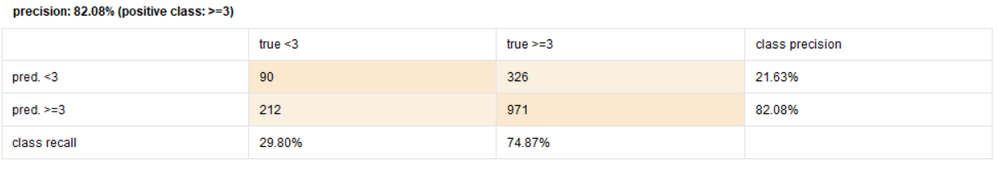 precision: 82.08% (positive class: >=3)
true <3 true >=3 class precision
pred. <3 90 326 21.63%
pred. >=3 212 971 82.08%
class recall 29.80% 74.87%